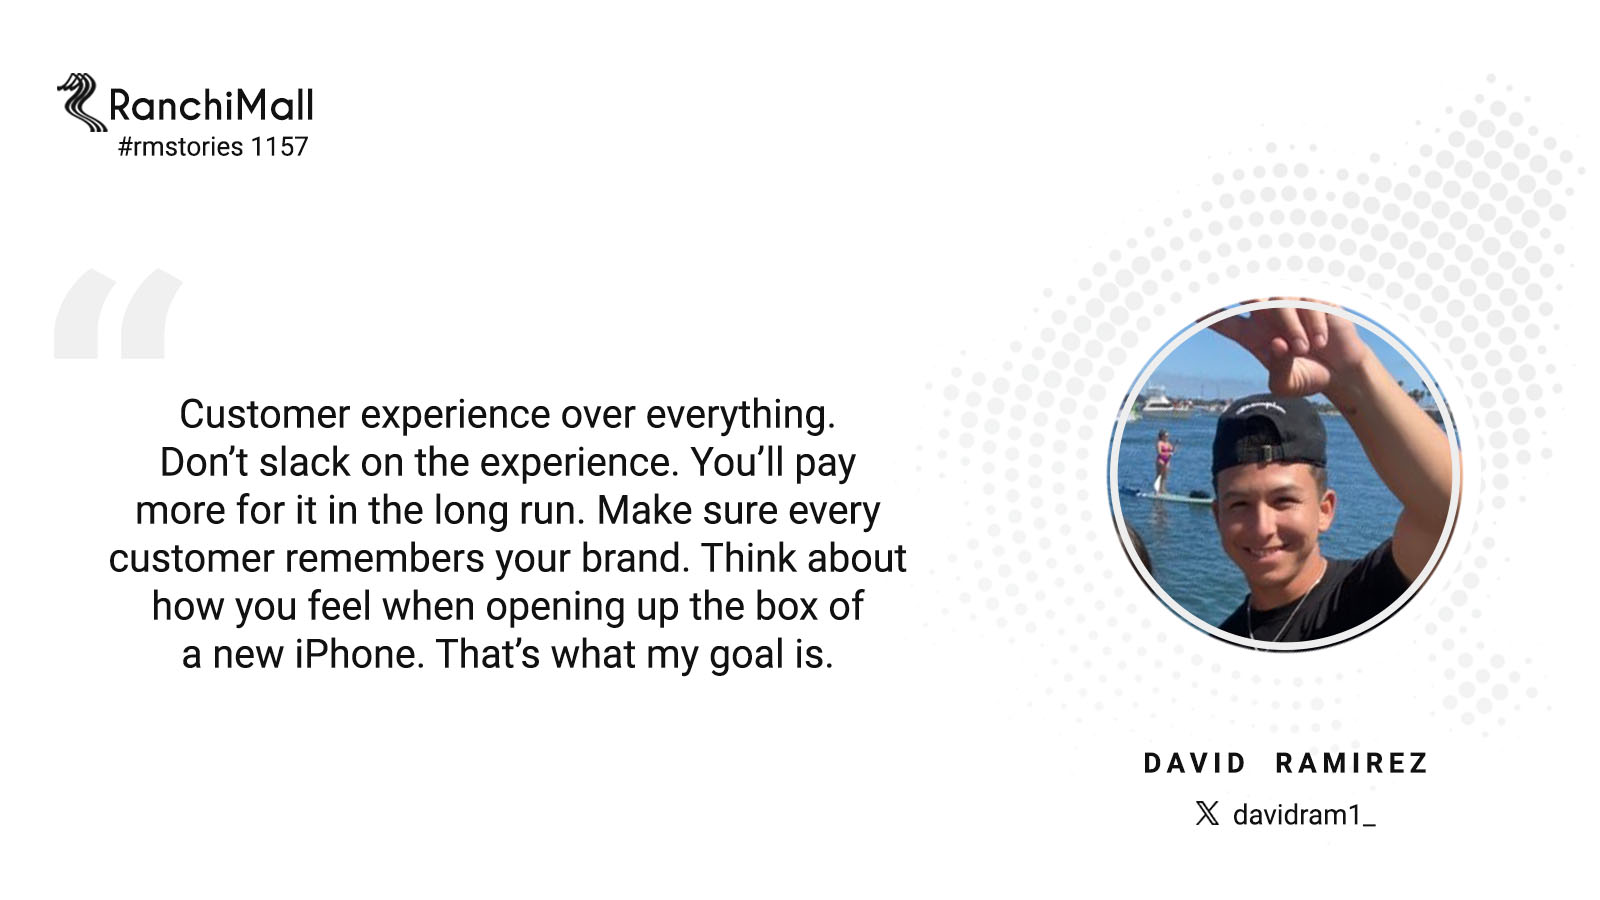 RanchiMall
#rmstories 1157
“
Customer experience over everything.
Don’t slack on the experience. You’ll pay
more for it in the long run. Make sure every
customer remembers your brand. Think about
how you feel when opening up the box of
a new iPhone. That’s what my goal is.
DAVID RAMIREZ
𝕏 davidram1_